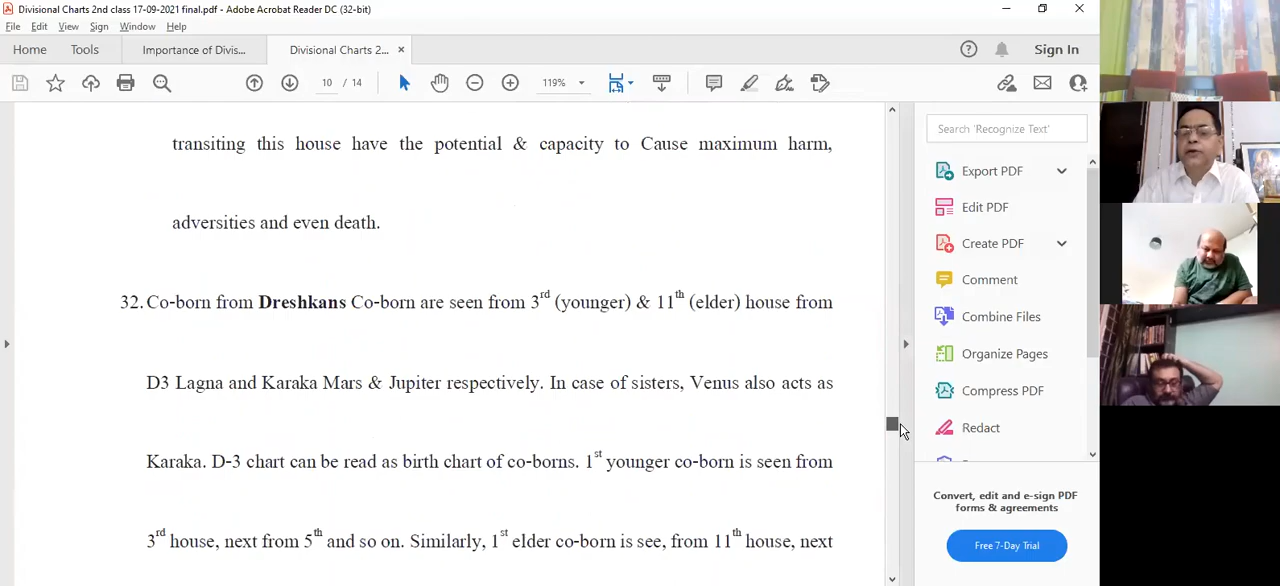 Divisional Charts 2nd class 17-09-2021 final.pdf - Adobe Acrobat Reader DC (32-bit)
File Edit View Sign Window Help
Home Tools Importance of Divis... Divisional Charts 2... × Sign In
10 / 14 119%
transiting this house have the potential & capacity to Cause maximum harm,
adversities and even death.
32. Co-born from Dreshkans Co-born are seen from 3rd (younger) & 11th (elder) house from
D3 Lagna and Karaka Mars & Jupiter respectively. In case of sisters, Venus also acts as
Karaka. D-3 chart can be read as birth chart of co-borns. 1st younger co-born is seen from
3rd house, next from 5th and so on. Similarly, 1st elder co-born is see, from 11th house, next
Search 'Recognize Text'
Export PDF
Edit PDF
Create PDF
Comment
Combine Files
Organize Pages
Compress PDF
Redact
Convert, edit and e-sign PDF
forms & agreements
Free 7-Day Trial